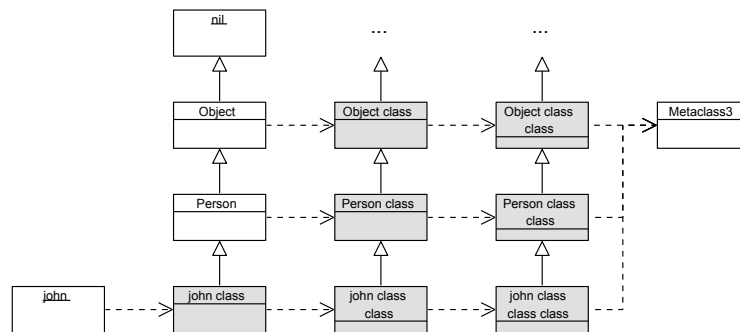 nil
...
...
Object
Object class
Object class
class
Metaclass3
Person
Person class
Person class
class
john
john class
john class
class
john class
class class